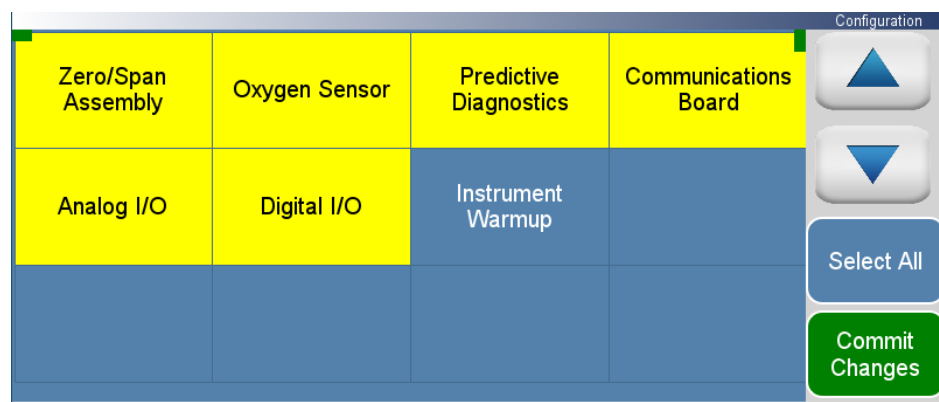 Configuration
Zero/Span
Assembly
Oxygen Sensor
Predictive
Diagnostics
Communications
Board
Analog I/O
Digital I/O
Instrument
Warmup
Select All
Commit
Changes